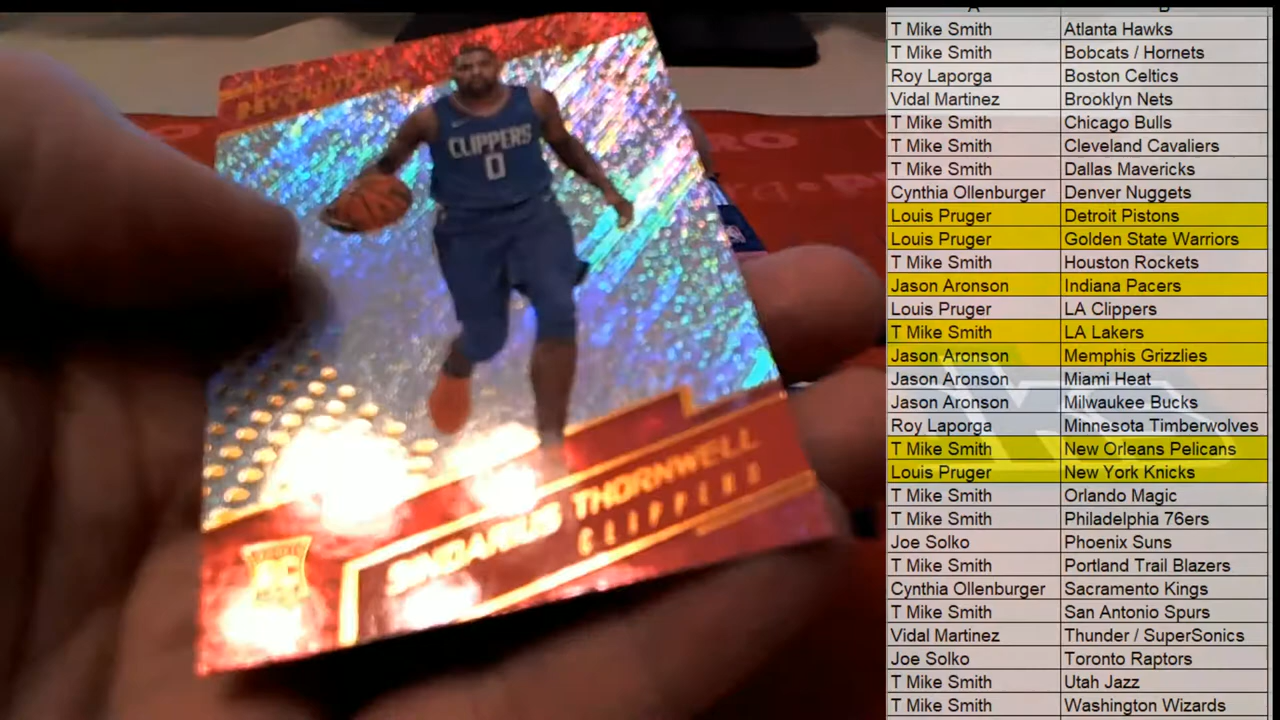 REVOLUTION
CLIPPERS
0
SINDARIUS THORNWELL
CLIPPERS
RC
T Mike Smith Atlanta Hawks
T Mike Smith Bobcats / Hornets
Roy Laporga Boston Celtics
Vidal Martinez Brooklyn Nets
T Mike Smith Chicago Bulls
T Mike Smith Cleveland Cavaliers
T Mike Smith Dallas Mavericks
Cynthia Ollenburger Denver Nuggets
Louis Pruger Detroit Pistons
Louis Pruger Golden State Warriors
T Mike Smith Houston Rockets
Jason Aronson Indiana Pacers
Louis Pruger LA Clippers
T Mike Smith LA Lakers
Jason Aronson Memphis Grizzlies
Jason Aronson Miami Heat
Jason Aronson Milwaukee Bucks
Roy Laporga Minnesota Timberwolves
T Mike Smith New Orleans Pelicans
Louis Pruger New York Knicks
T Mike Smith Orlando Magic
T Mike Smith Philadelphia 76ers
Joe Solko Phoenix Suns
T Mike Smith Portland Trail Blazers
Cynthia Ollenburger Sacramento Kings
T Mike Smith San Antonio Spurs
Vidal Martinez Thunder / SuperSonics
Joe Solko Toronto Raptors
T Mike Smith Utah Jazz
T Mike Smith Washington Wizards